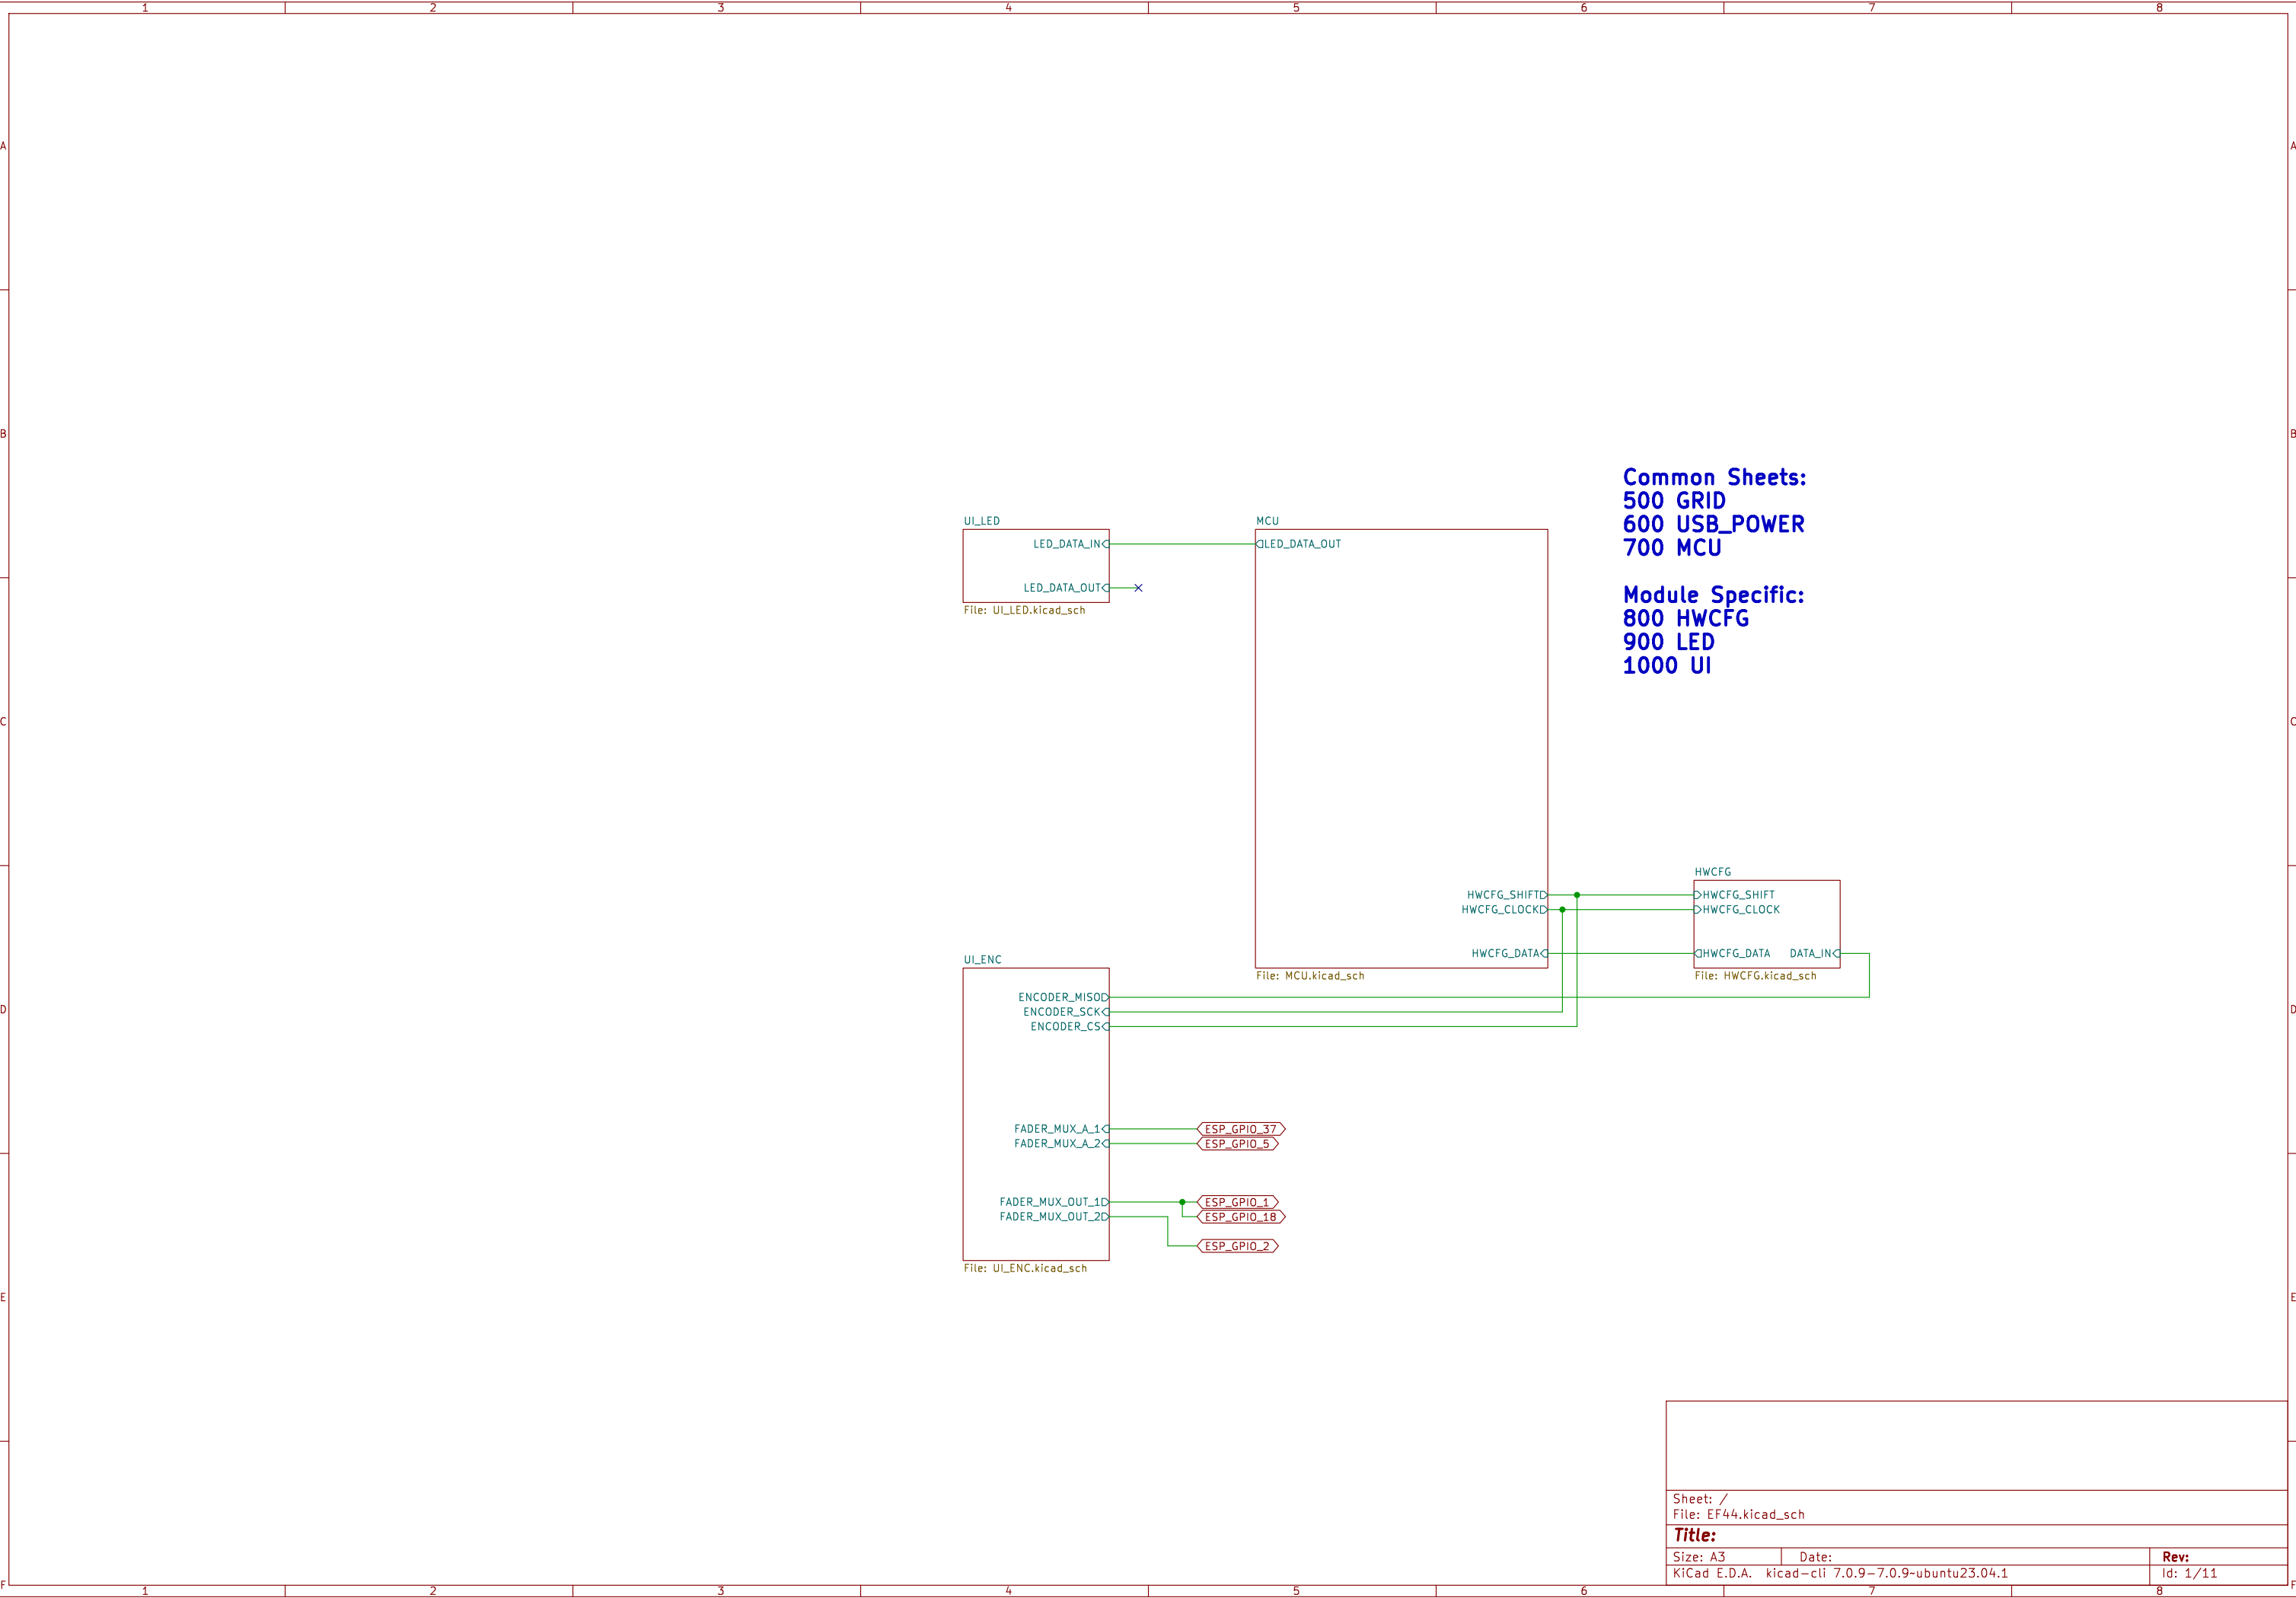 1 2 3 4 5 6 7 8
A A
B B
Common Sheets:
500 GRID
600 USB_POWER
700 MCU
Module Specific:
800 HWCFG
900 LED
1000 UI
UI_LED
LED_DATA_IN
LED_DATA_OUT
File: UI_LED.kicad_sch
MCU
LED_DATA_OUT
HWCFG_SHIFT
HWCFG_CLOCK
HWCFG_DATA
File: MCU.kicad_sch
C C
HWCFG
HWCFG_SHIFT
HWCFG_CLOCK
HWCFG_DATA DATA_IN
File: HWCFG.kicad_sch
D D
UI_ENC
ENCODER_MISO
ENCODER_SCK
ENCODER_CS
FADER_MUX_A_1 ESP_GPIO_37
FADER_MUX_A_2 ESP_GPIO_5
FADER_MUX_OUT_1 ESP_GPIO_1
FADER_MUX_OUT_2 ESP_GPIO_18
ESP_GPIO_2
File: UI_ENC.kicad_sch
E E
Sheet: /
File: EF44.kicad_sch
Title:
Size: A3 Date: Rev:
KiCad E.D.A. kicad-cli 7.0.9-7.0.9~ubuntu23.04.1 Id: 1/11
F F
1 2 3 4 5 6 7 8